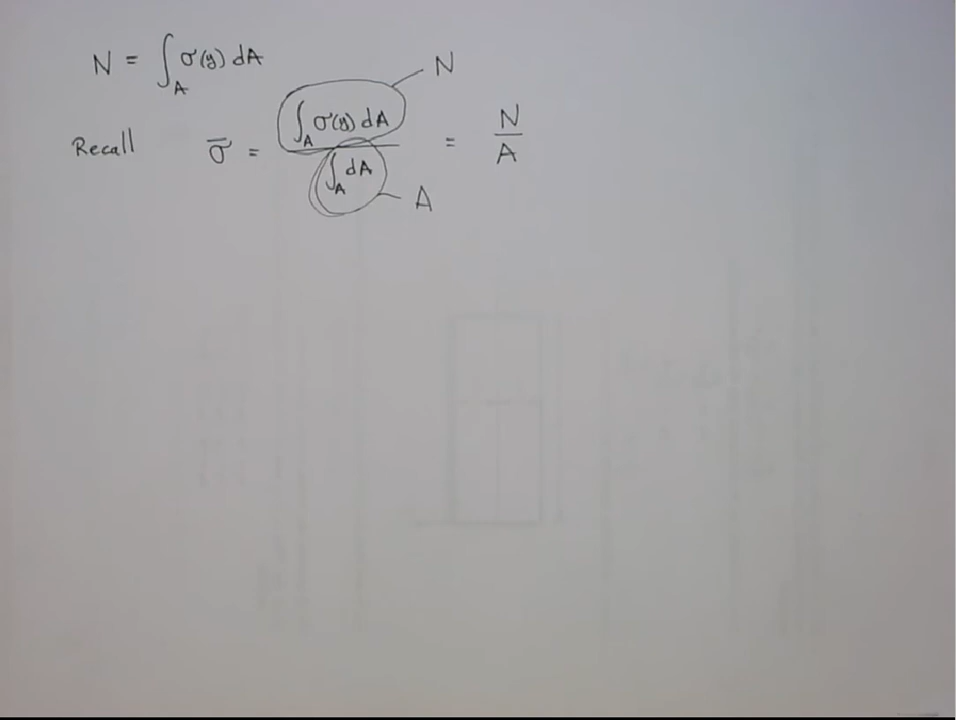 N = ∫_A σ(y) dA
Recall σ̄ = ∫_A σ(y) dA / ∫_A dA = N / A
N
A